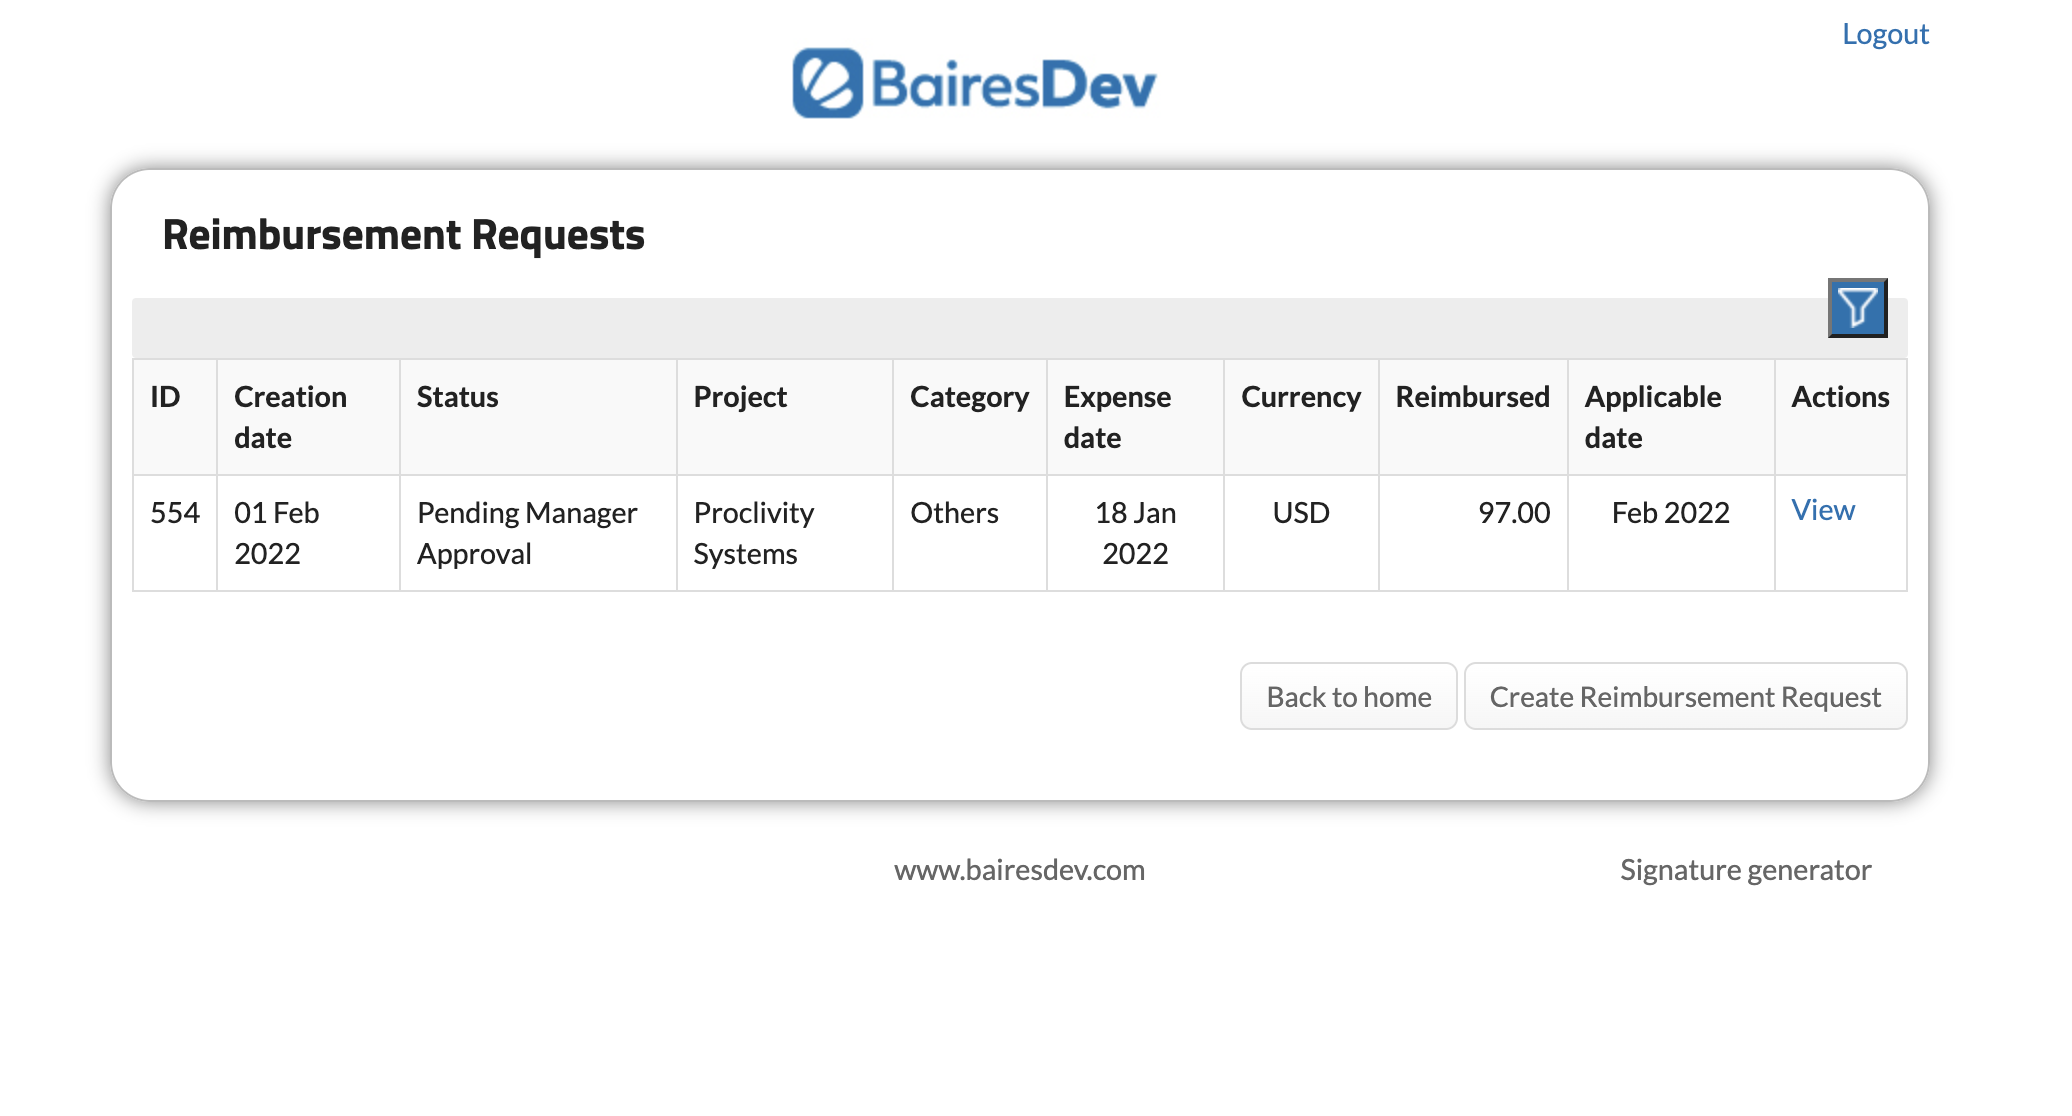 Logout
BairesDev
Reimbursement Requests
ID Creation date Status Project Category Expense date Currency Reimbursed Applicable date Actions
554 01 Feb 2022 Pending Manager Approval Proclivity Systems Others 18 Jan 2022 USD 97.00 Feb 2022 View
Back to home Create Reimbursement Request
www.bairesdev.com Signature generator